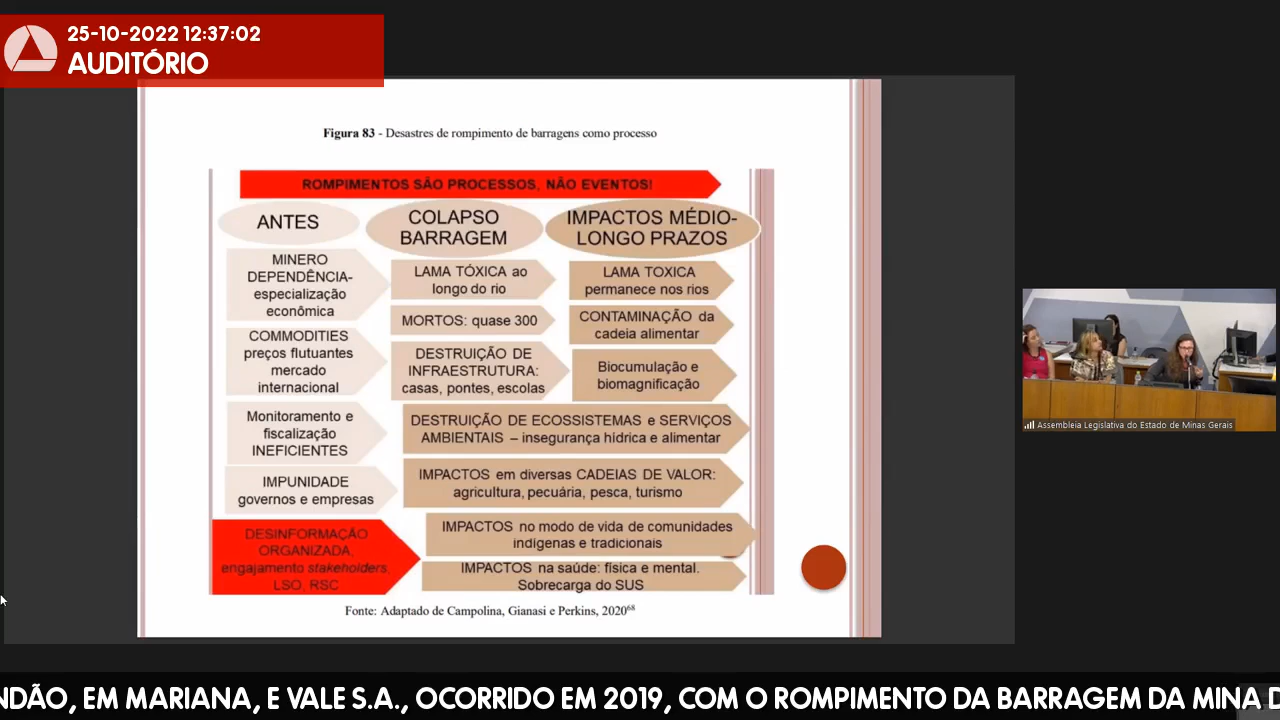 25-10-2022 12:37:02
AUDITÓRIO
Figura 83 - Desastres de rompimento de barragens como processo
ROMPIMENTOS SÃO PROCESSOS, NÃO EVENTOS!
ANTES
MINERO
DEPENDÊNCIA-
especialização
econômica
COMMODITIES
preços flutuantes
mercado
internacional
Monitoramento e
fiscalização
INEFICIENTES
IMPUNIDADE
governos e empresas
DESINFORMAÇÃO
ORGANIZADA,
engajamento stakeholders,
LSO, RSC
COLAPSO
BARRAGEM
LAMA TÓXICA ao
longo do rio
MORTOS: quase 300
DESTRUIÇÃO DE
INFRAESTRUTURA:
casas, pontes, escolas
IMPACTOS MÉDIO-
LONGO PRAZOS
LAMA TOXICA
permanece nos rios
CONTAMINAÇÃO da
cadeia alimentar
Biocumulação e
biomagnificação
DESTRUIÇÃO DE ECOSSISTEMAS e SERVIÇOS
AMBIENTAIS – insegurança hídrica e alimentar
IMPACTOS em diversas CADEIAS DE VALOR:
agricultura, pecuária, pesca, turismo
IMPACTOS no modo de vida de comunidades
indígenas e tradicionais
IMPACTOS na saúde: física e mental.
Sobrecarga do SUS
Fonte: Adaptado de Campolina, Gianasi e Perkins, 2020⁶⁸
Assembleia Legislativa do Estado de Minas Gerais
NDÃO, EM MARIANA, E VALE S.A., OCORRIDO EM 2019, COM O ROMPIMENTO DA BARRAGEM DA MINA D